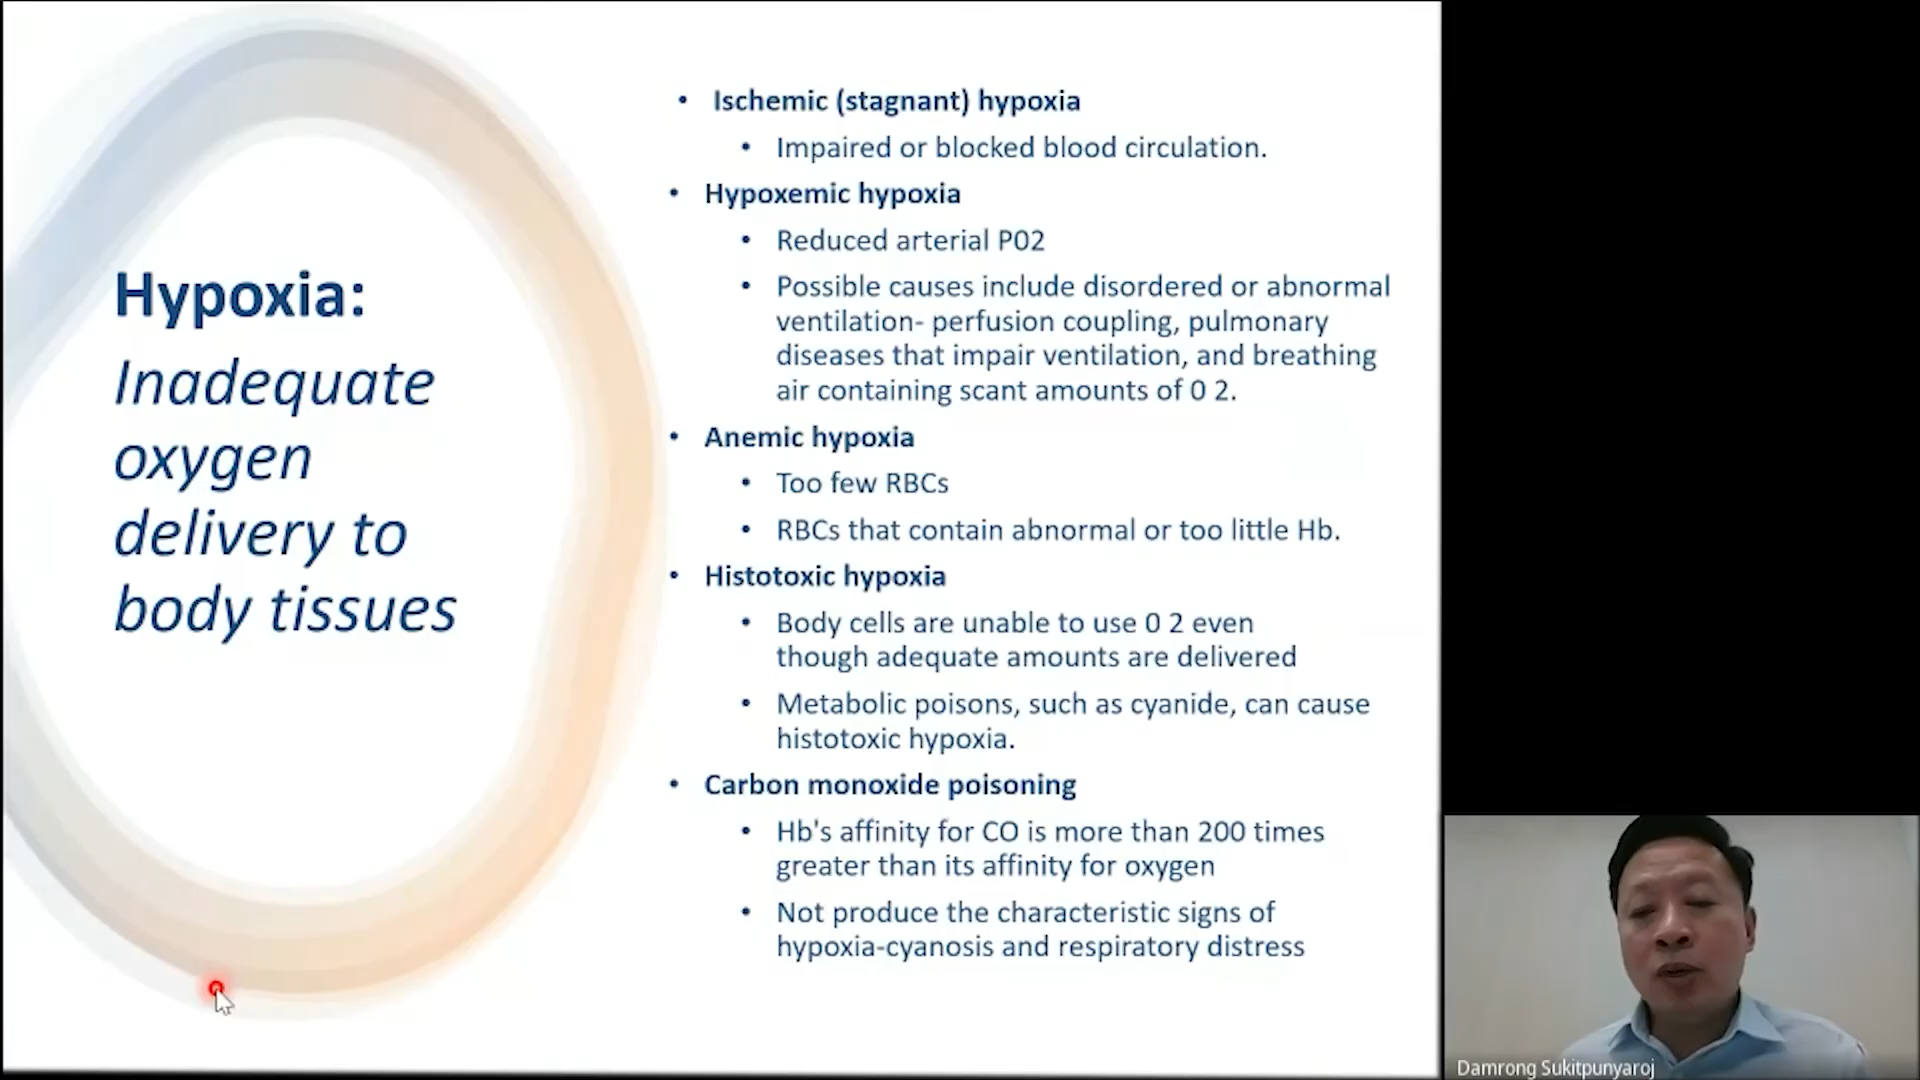 Hypoxia:
Inadequate
oxygen
delivery to
body tissues
• Ischemic (stagnant) hypoxia
• Impaired or blocked blood circulation.
• Hypoxemic hypoxia
• Reduced arterial P02
• Possible causes include disordered or abnormal
ventilation- perfusion coupling, pulmonary
diseases that impair ventilation, and breathing
air containing scant amounts of 0 2.
• Anemic hypoxia
• Too few RBCs
• RBCs that contain abnormal or too little Hb.
• Histotoxic hypoxia
• Body cells are unable to use 0 2 even
though adequate amounts are delivered
• Metabolic poisons, such as cyanide, can cause
histotoxic hypoxia.
• Carbon monoxide poisoning
• Hb's affinity for CO is more than 200 times
greater than its affinity for oxygen
• Not produce the characteristic signs of
hypoxia-cyanosis and respiratory distress
Damrong Sukitpunyaroj